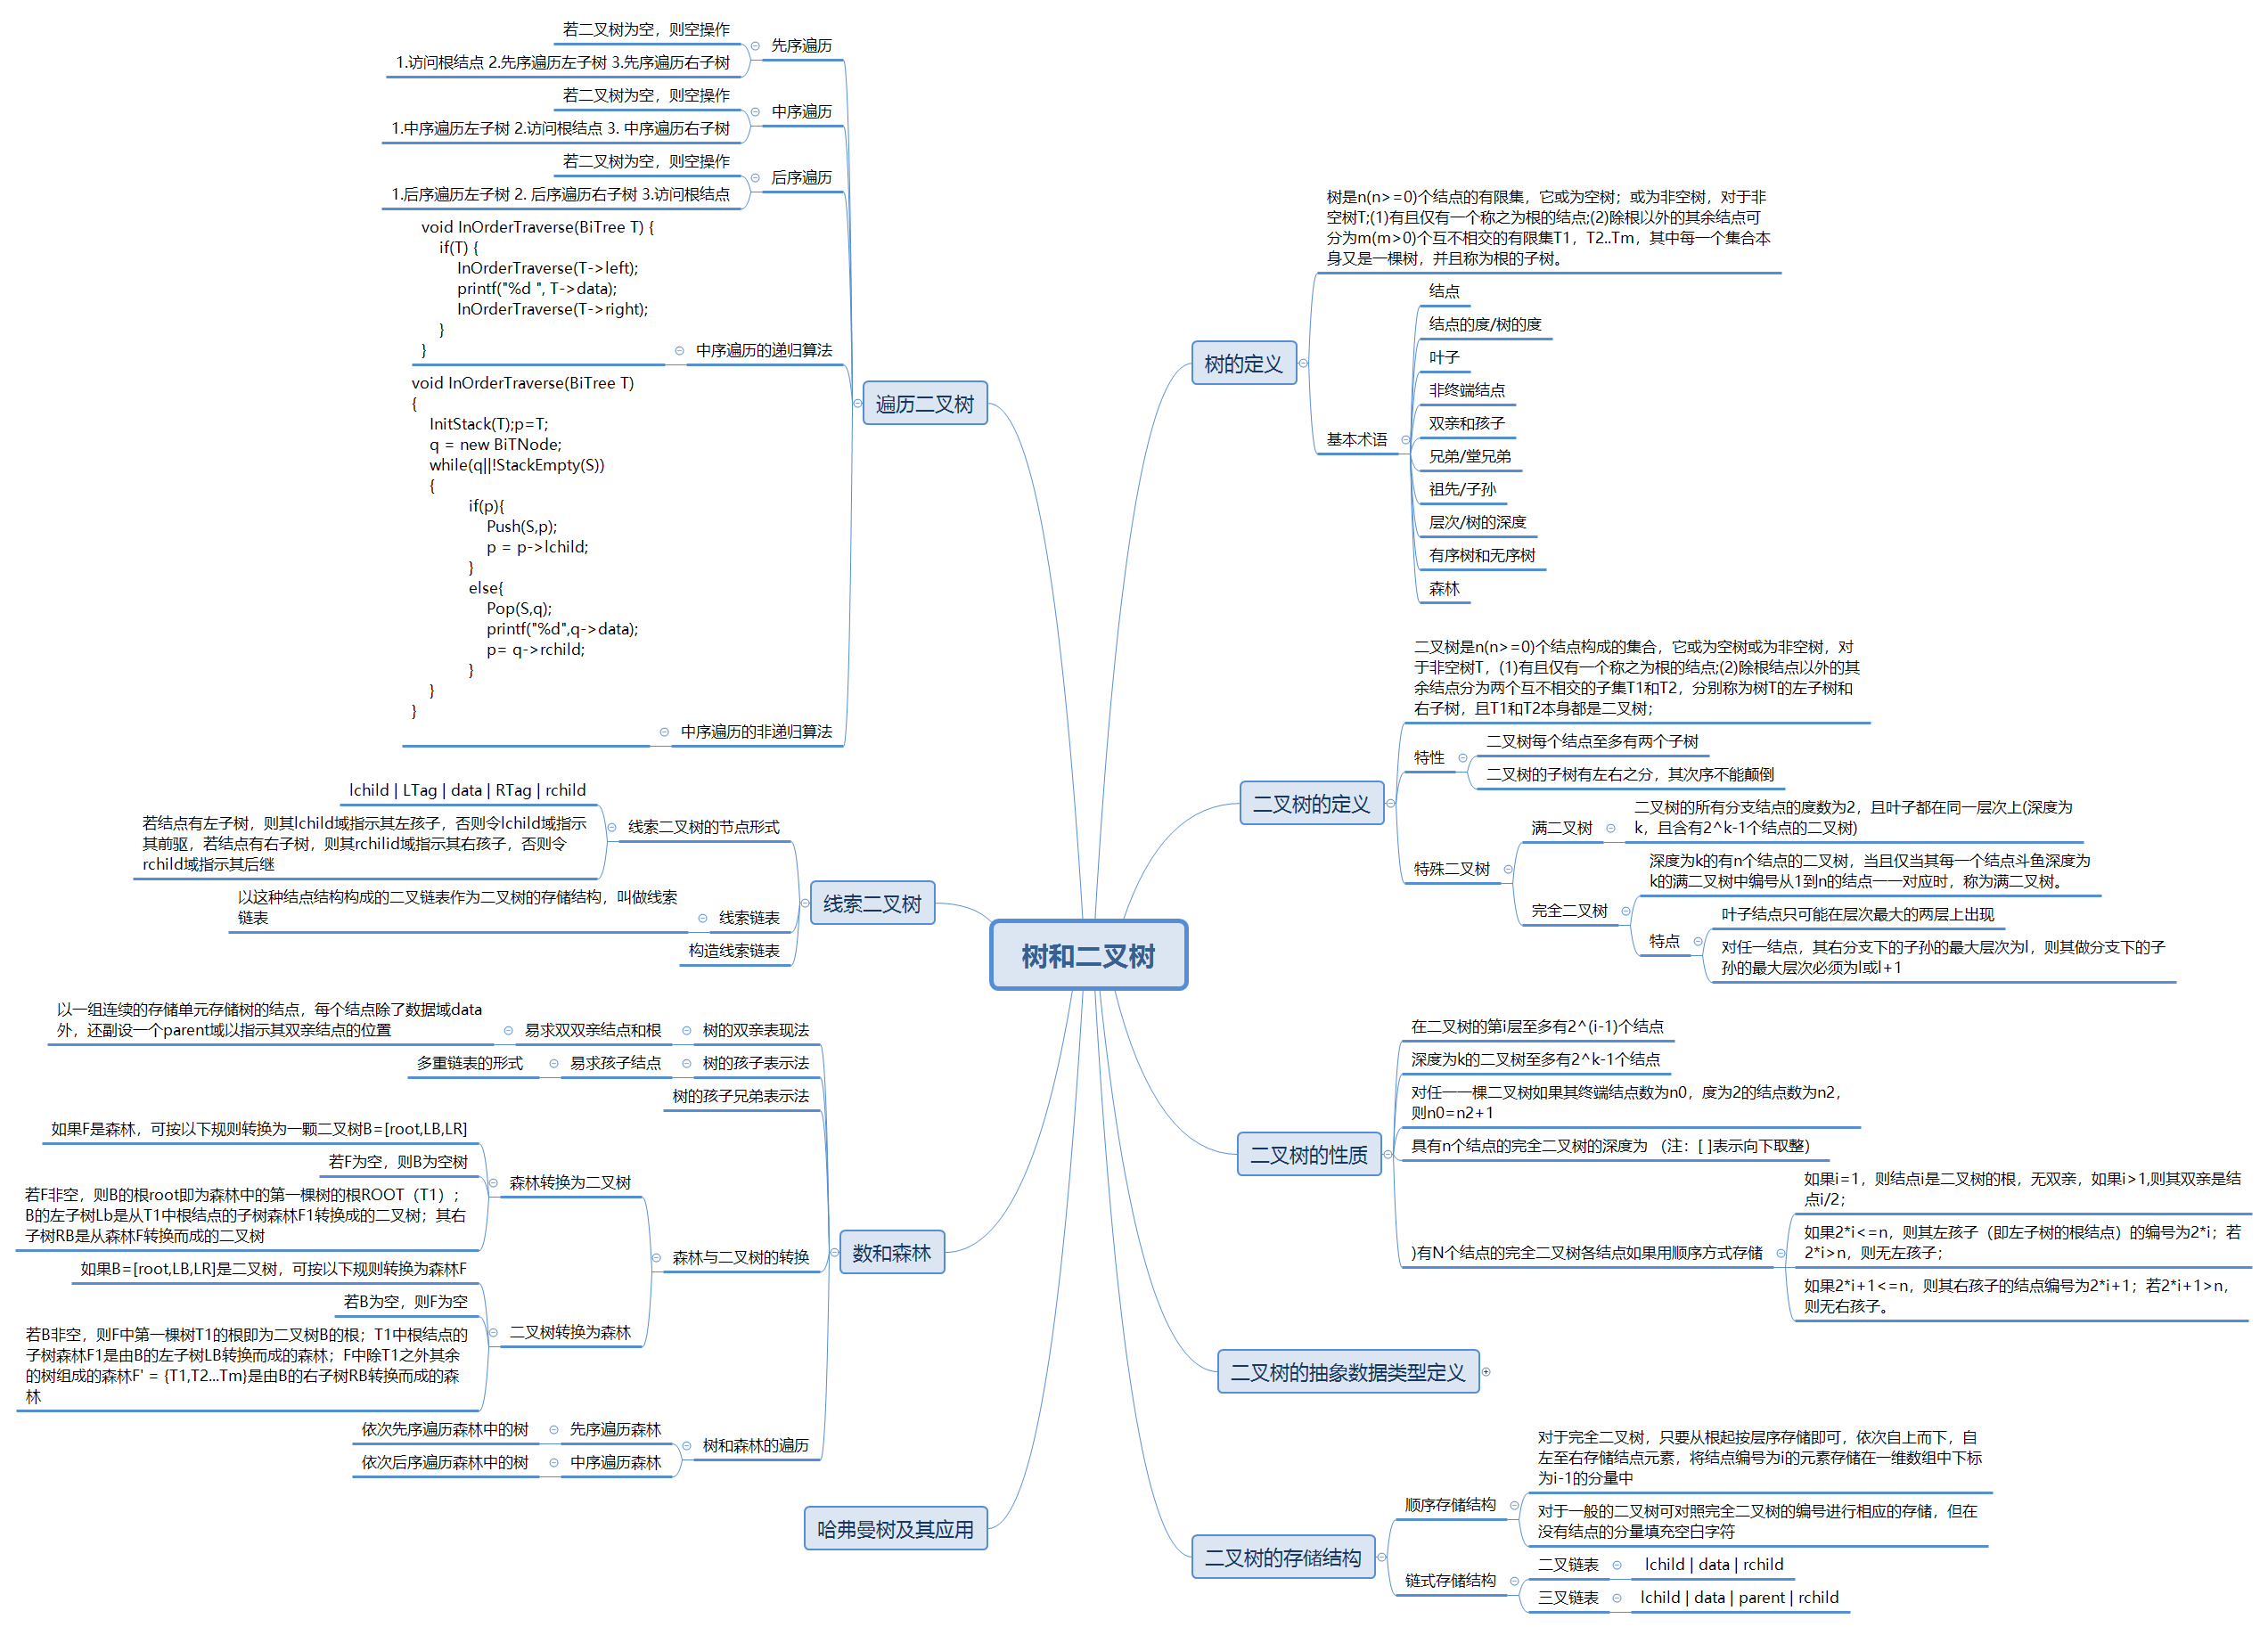 树和二叉树
遍历二叉树
先序遍历
若二叉树为空，则空操作
1.访问根结点 2.先序遍历左子树 3.先序遍历右子树
中序遍历
若二叉树为空，则空操作
1.中序遍历左子树 2.访问根结点 3. 中序遍历右子树
后序遍历
若二叉树为空，则空操作
1.后序遍历左子树 2. 后序遍历右子树 3.访问根结点
中序遍历的递归算法
void InOrderTraverse(BiTree T) {
if(T) {
InOrderTraverse(T->left);
printf("%d ", T->data);
InOrderTraverse(T->right);
}
}
中序遍历的非递归算法
void InOrderTraverse(BiTree T)
{
InitStack(T);p=T;
q = new BiTNode;
while(q||!StackEmpty(S))
{
if(p){
Push(S,p);
p = p->lchild;
}
else{
Pop(S,q);
printf("%d",q->data);
p= q->rchild;
}
}
}
线索二叉树
线索二叉树的节点形式
lchild | LTag | data | RTag | rchild
若结点有左子树，则其lchild域指示其左孩子，否则令lchild域指示
其前驱，若结点有右子树，则其rchilid域指示其右孩子，否则令
rchild域指示其后继
线索链表
以这种结点结构构成的二叉链表作为二叉树的存储结构，叫做线索
链表
构造线索链表
数和森林
树的双亲表现法
易求双双亲结点和根
以一组连续的存储单元存储树的结点，每个结点除了数据域data
外，还副设一个parent域以指示其双亲结点的位置
树的孩子表示法
易求孩子结点
多重链表的形式
树的孩子兄弟表示法
森林与二叉树的转换
森林转换为二叉树
如果F是森林，可按以下规则转换为一颗二叉树B=[root,LB,LR]
若F为空，则B为空树
若F非空，则B的根root即为森林中的第一棵树的根ROOT（T1）；
B的左子树Lb是从T1中根结点的子树森林F1转换成的二叉树；其右
子树RB是从森林F转换而成的二叉树
二叉树转换为森林
如果B=[root,LB,LR]是二叉树，可按以下规则转换为森林F
若B为空，则F为空
若B非空，则F中第一棵树T1的根即为二叉树B的根；T1中根结点的
子树森林F1是由B的左子树LB转换而成的森林；F中除T1之外其余
的树组成的森林F' = {T1,T2...Tm}是由B的右子树RB转换而成的森
林
树和森林的遍历
先序遍历森林
依次先序遍历森林中的树
中序遍历森林
依次后序遍历森林中的树
哈弗曼树及其应用
树的定义
树是n(n>=0)个结点的有限集，它或为空树；或为非空树，对于非
空树T;(1)有且仅有一个称之为根的结点;(2)除根以外的其余结点可
分为m(m>0)个互不相交的有限集T1，T2..Tm，其中每一个集合本
身又是一棵树，并且称为根的子树。
基本术语
结点
结点的度/树的度
叶子
非终端结点
双亲和孩子
兄弟/堂兄弟
祖先/子孙
层次/树的深度
有序树和无序树
森林
二叉树的定义
二叉树是n(n>=0)个结点构成的集合，它或为空树或为非空树，对
于非空树T，(1)有且仅有一个称之为根的结点;(2)除根结点以外的其
余结点分为两个互不相交的子集T1和T2，分别称为树T的左子树和
右子树，且T1和T2本身都是二叉树；
特性
二叉树每个结点至多有两个子树
二叉树的子树有左右之分，其次序不能颠倒
特殊二叉树
满二叉树
二叉树的所有分支结点的度数为2，且叶子都在同一层次上(深度为
k，且含有2^k-1个结点的二叉树)
完全二叉树
深度为k的有n个结点的二叉树，当且仅当其每一个结点斗鱼深度为
k的满二叉树中编号从1到n的结点一一对应时，称为满二叉树。
特点
叶子结点只可能在层次最大的两层上出现
对任一结点，其右分支下的子孙的最大层次为l，则其做分支下的子
孙的最大层次必须为l或l+1
二叉树的性质
在二叉树的第i层至多有2^(i-1)个结点
深度为k的二叉树至多有2^k-1个结点
对任一一棵二叉树如果其终端结点数为n0，度为2的结点数为n2，
则n0=n2+1
具有n个结点的完全二叉树的深度为 （注：[ ]表示向下取整）
)有N个结点的完全二叉树各结点如果用顺序方式存储
如果i=1，则结点i是二叉树的根，无双亲，如果i>1,则其双亲是结
点i/2；
如果2*i<=n，则其左孩子（即左子树的根结点）的编号为2*i；若
2*i>n，则无左孩子；
如果2*i+1<=n，则其右孩子的结点编号为2*i+1；若2*i+1>n，
则无右孩子。
二叉树的抽象数据类型定义
二叉树的存储结构
顺序存储结构
对于完全二叉树，只要从根起按层序存储即可，依次自上而下，自
左至右存储结点元素，将结点编号为i的元素存储在一维数组中下标
为i-1的分量中
对于一般的二叉树可对照完全二叉树的编号进行相应的存储，但在
没有结点的分量填充空白字符
链式存储结构
二叉链表
lchild | data | rchild
三叉链表
lchild | data | parent | rchild